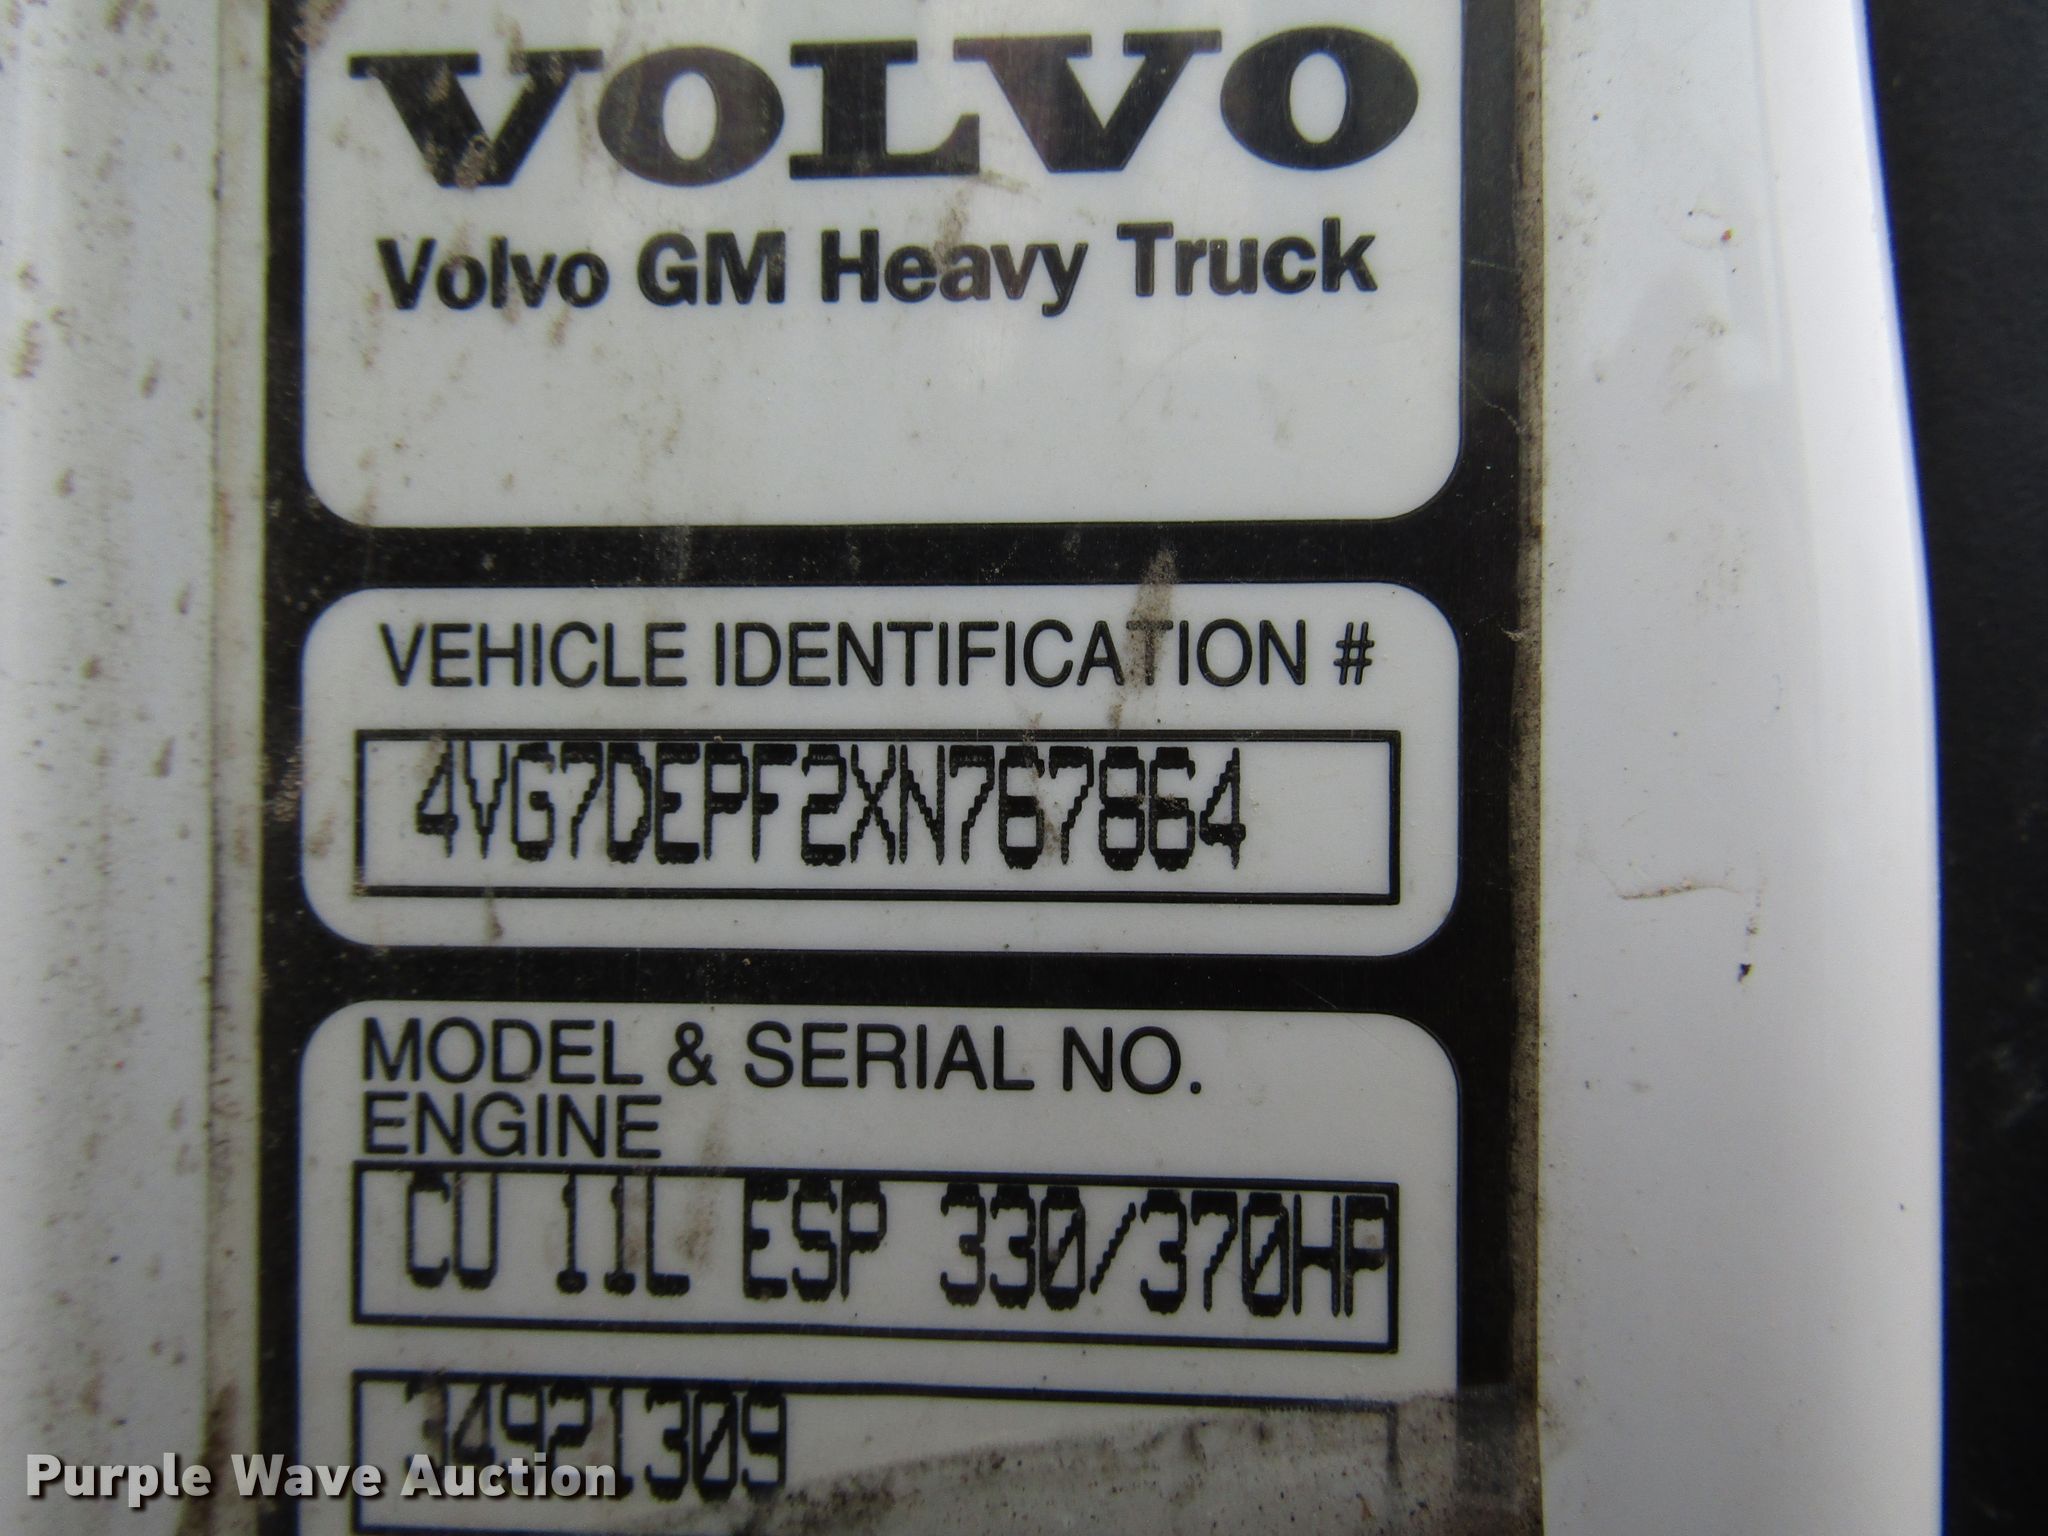 VOLVO
Volvo GM Heavy Truck
VEHICLE IDENTIFICATION #
4VG7DEPF2XN767864
MODEL & SERIAL NO.
ENGINE
CU 11L ESP 330/370HP
34921309
Purple Wave Auction